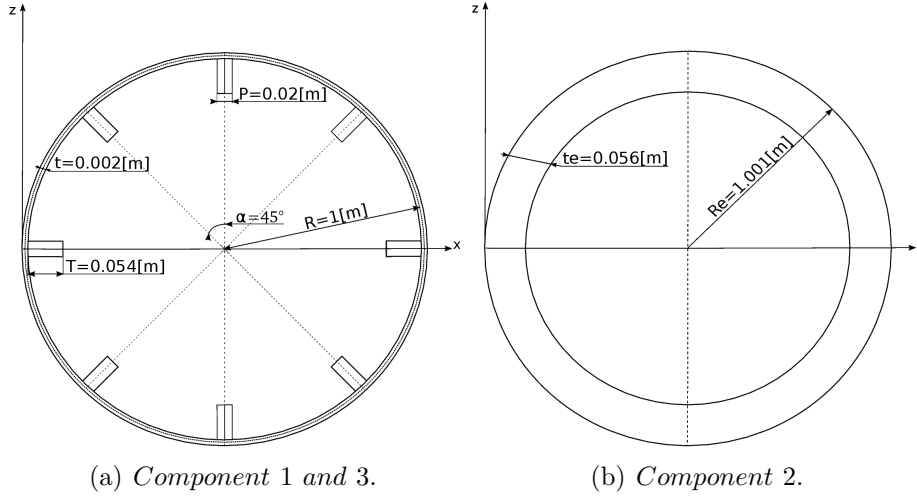 z
P=0.02[m]
t=0.002[m]
α=45°
R=1[m]
x
T=0.054[m]
z
te=0.056[m]
Re=1.001[m]
(a) Component 1 and 3.
(b) Component 2.